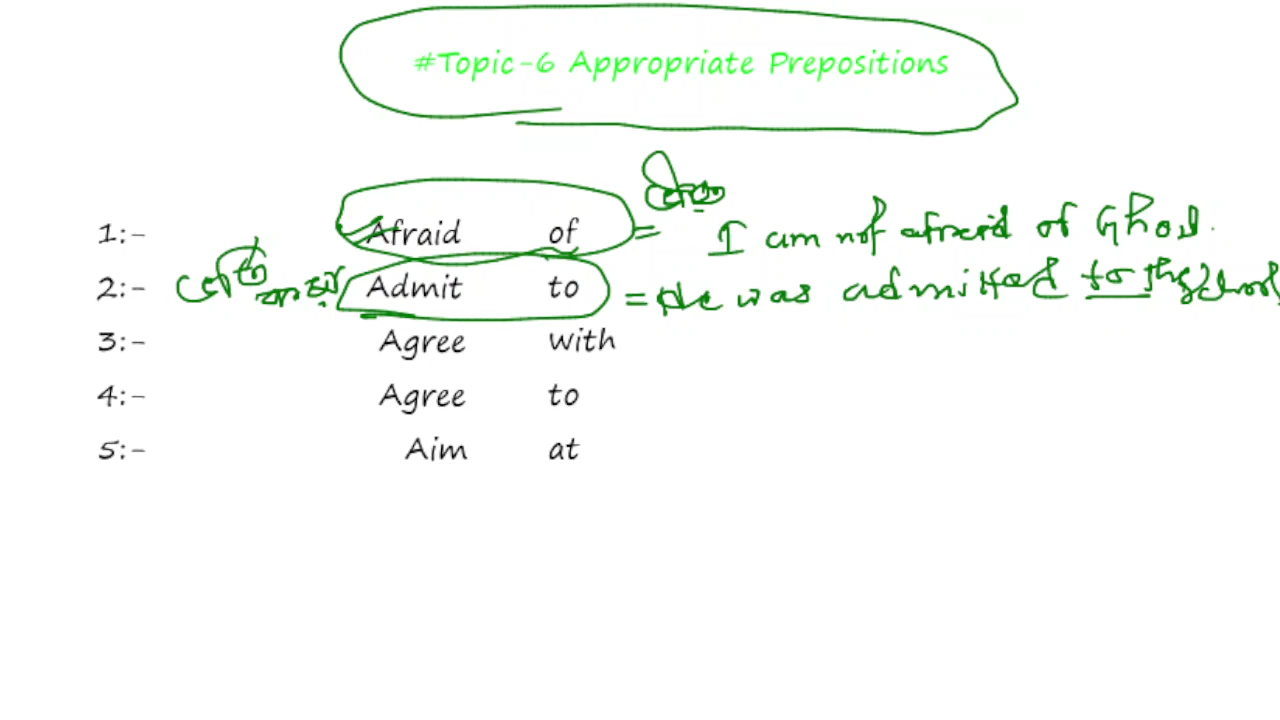 #Topic-6 Appropriate Prepositions
1:- Afraid of = I am not afraid of Ghost.
2:- Admit to = He was admitted to the School
3:- Agree with
4:- Agree to
5:- Aim at